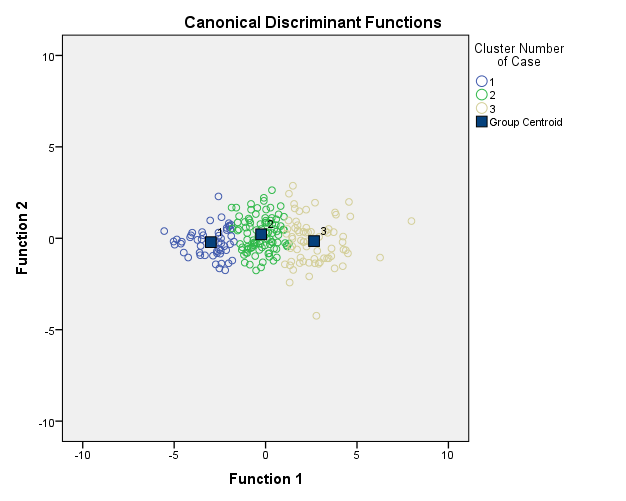 Canonical Discriminant Functions
Cluster Number
of Case
1
2
3
Group Centroid
Function 2
10
5
0
-5
-10
1
2
3
-10
-5
0
5
10
Function 1